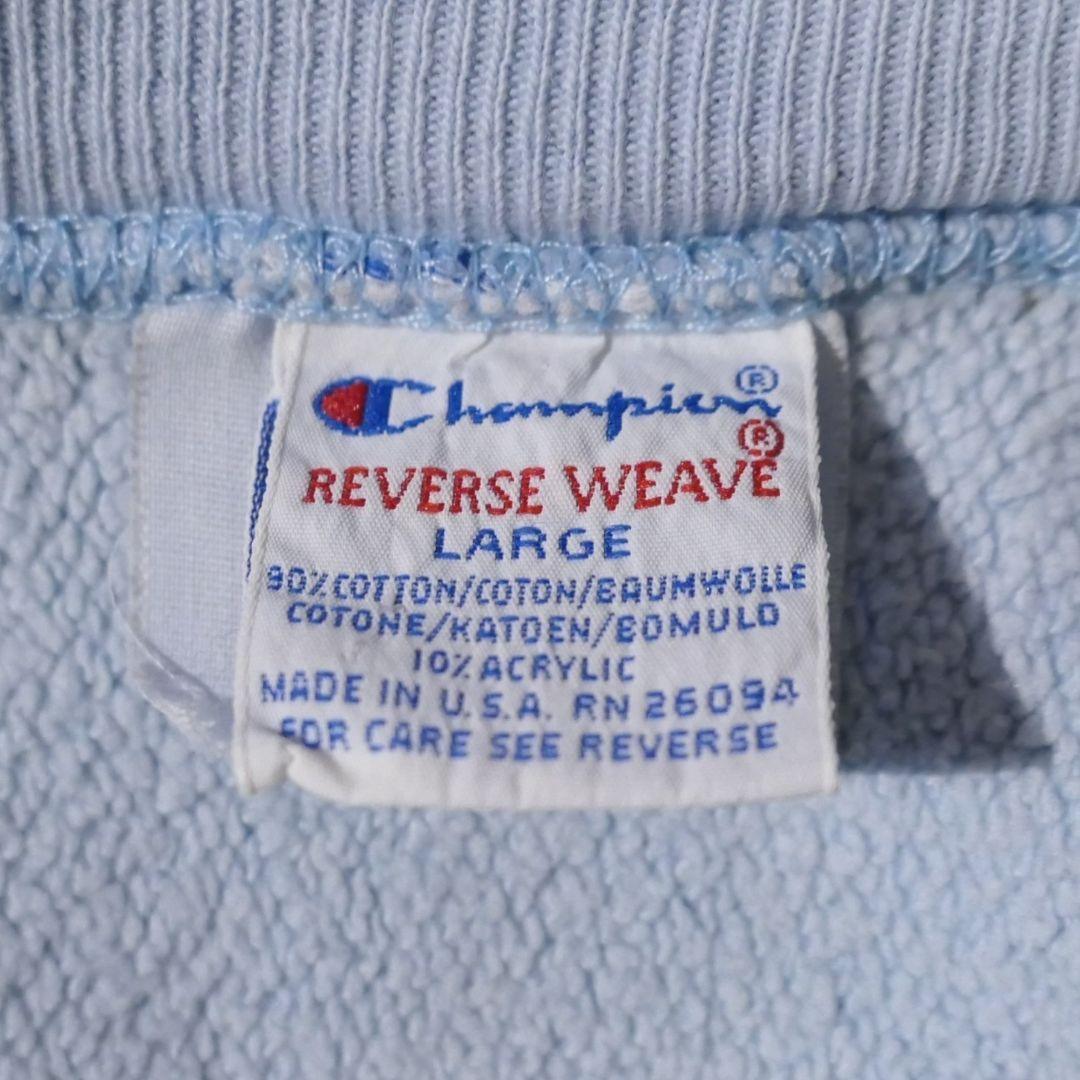 Champion®
REVERSE WEAVE®
LARGE
90% COTTON/COTON/BAUMWOLLE
COTONE/KATOEN/BOMULD
10% ACRYLIC
MADE IN U.S.A. RN 26094
FOR CARE SEE REVERSE